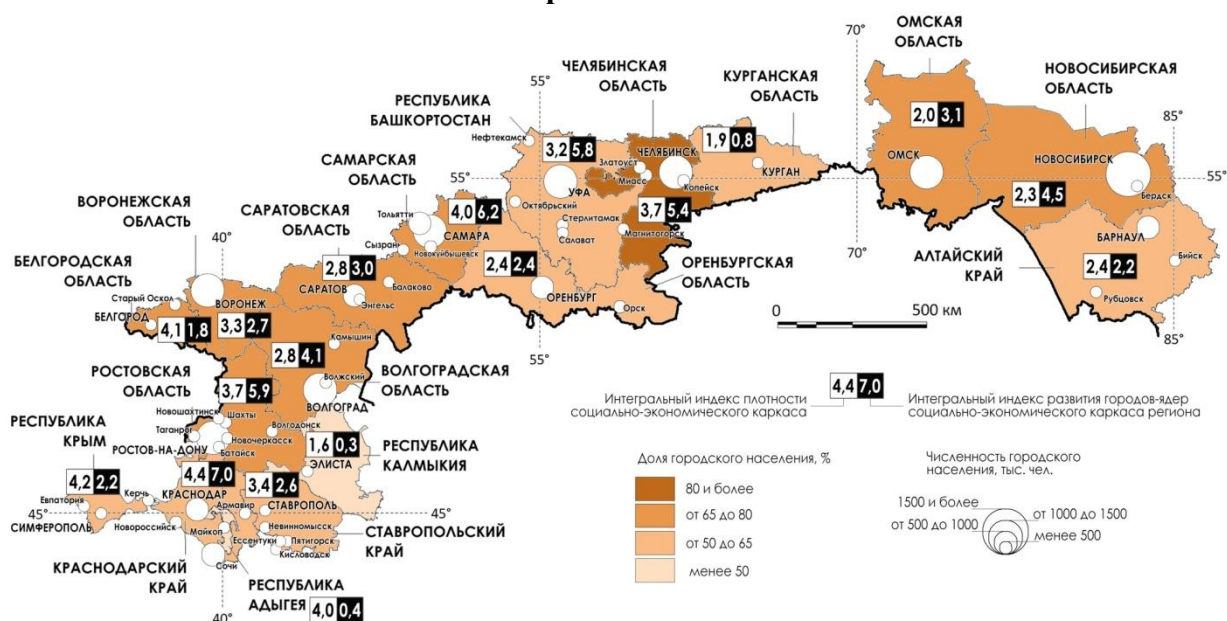 ОМСКАЯ
ОБЛАСТЬ
70°
ЧЕЛЯБИНСКАЯ
ОБЛАСТЬ
КУРГАНСКАЯ
ОБЛАСТЬ
НОВОСИБИРСКАЯ
ОБЛАСТЬ
55°
РЕСПУБЛИКА
БАШКОРТОСТАН
85°
2,0 3,1
Нефтекамск
3,2 5,8
1,9 0,8
Златоуст
ЧЕЛЯБИНСК
САМАРСКАЯ
ОБЛАСТЬ
Миасс
КУРГАН
ОМСК
НОВОСИБИРСК
55°
УФА
Копейск
55°
Бердск
ВОРОНЕЖСКАЯ
ОБЛАСТЬ
САРАТОВСКАЯ
ОБЛАСТЬ
Тольятти
4,0 6,2
Октябрьский
Стерлитамак
3,7 5,4
2,3 4,5
Магнитогорск
САМАРА
Салават
БАРНАУЛ
40°
Сызрань
Новокуйбышевск
70°
АЛТАЙСКИЙ
КРАЙ
2,4 2,2
Бийск
БЕЛГОРОДСКАЯ
ОБЛАСТЬ
2,8 3,0
2,4 2,4
ОРЕНБУРГСКАЯ
ОБЛАСТЬ
САРАТОВ
Балаково
Рубцовск
Старый Оскол
ВОРОНЕЖ
Энгельс
ОРЕНБУРГ
Орск
0
500 км
БЕЛГОРОД
4,1 1,8
3,3 2,7
Камышин
55°
85°
2,8 4,1
РОСТОВСКАЯ
ОБЛАСТЬ
Волжский
ВОЛГОГРАДСКАЯ
ОБЛАСТЬ
3,7 5,9
ВОЛГОГРАД
Интегральный индекс плотности
социально-экономического каркаса
4,4 7,0
Интегральный индекс развития городов-ядер
социально-экономического каркаса региона
Новошахтинск
Шахты
РЕСПУБЛИКА
КРЫМ
Таганрог
Волгодонск
Новочеркасск
РОСТОВ-НА-ДОНУ
Батайск
1,6 0,3
РЕСПУБЛИКА
КАЛМЫКИЯ
ЭЛИСТА
Доля городского населения, %
Численность городского
населения, тыс. чел.
4,2 2,2
4,4 7,0
3,4 2,6
80 и более
1500 и более
Евпатория
Керчь
КРАСНОДАР
Армавир
СТАВРОПОЛЬ
45°
45°
от 65 до 80
от 1000 до 1500
от 500 до 1000
СИМФЕРОПОЛЬ
Новороссийск
Майкоп
Невинномысск
СТАВРОПОЛЬСКИЙ
КРАЙ
от 50 до 65
менее 500
Ессентуки
Пятигорск
Кисловодск
КРАСНОДАРСКИЙ
КРАЙ
Сочи
менее 50
РЕСПУБЛИКА
АДЫГЕЯ
4,0 0,4
40°